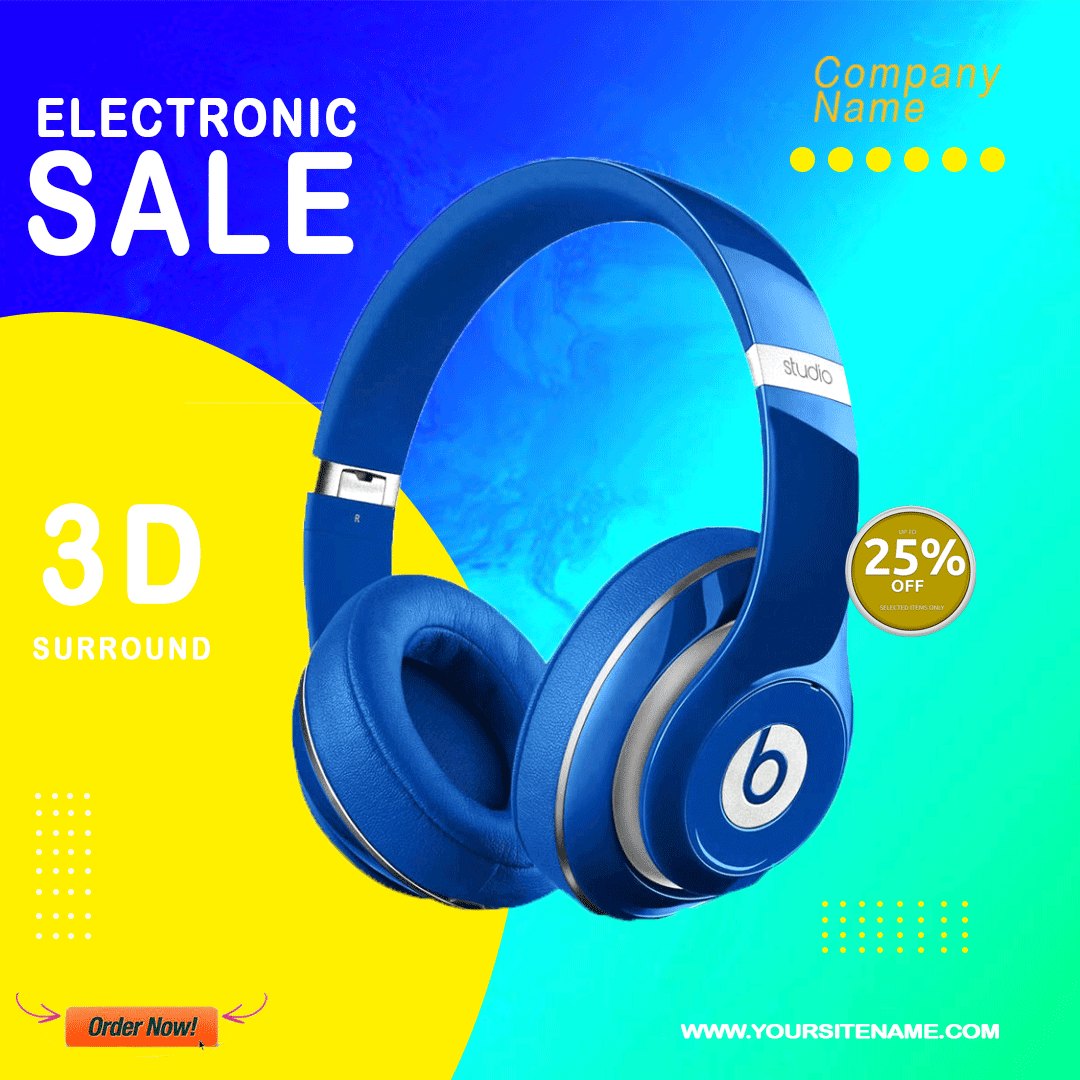 Company
Name
ELECTRONIC
SALE
studio
R
3D
SURROUND
UP TO
25%
OFF
SELECTED ITEMS ONLY
b
Order Now!
WWW.YOURSITENAME.COM